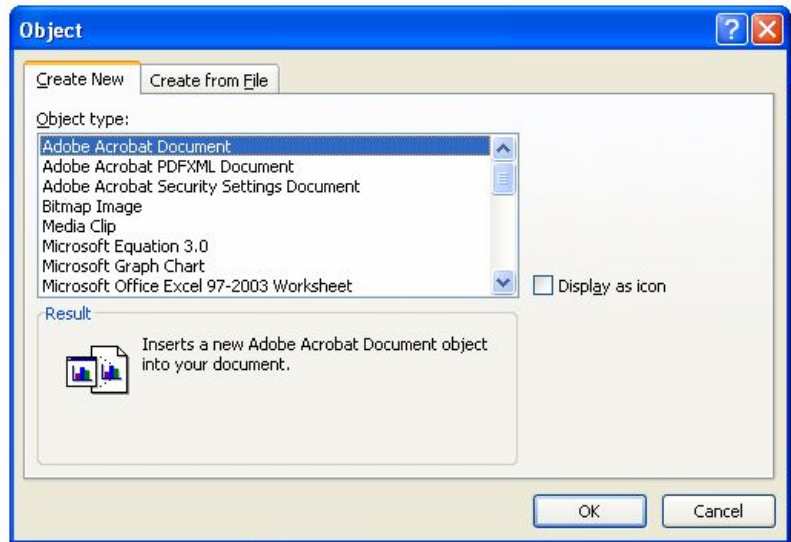 Object
Create New
Create from File
Object type:
Adobe Acrobat Document
Adobe Acrobat PDFXML Document
Adobe Acrobat Security Settings Document
Bitmap Image
Media Clip
Microsoft Equation 3.0
Microsoft Graph Chart
Microsoft Office Excel 97-2003 Worksheet
Display as icon
Result
Inserts a new Adobe Acrobat Document object
into your document.
OK
Cancel